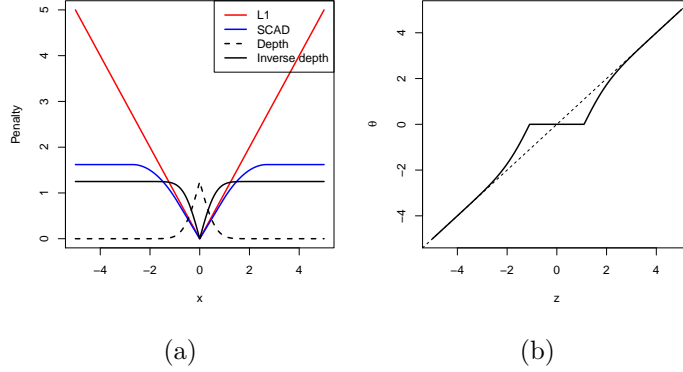 L1
SCAD
Depth
Inverse depth
Penalty
5
4
3
2
1
0
−4 −2 0 2 4
x
(a)
θ
4
2
0
−2
−4
−4 −2 0 2 4
z
(b)